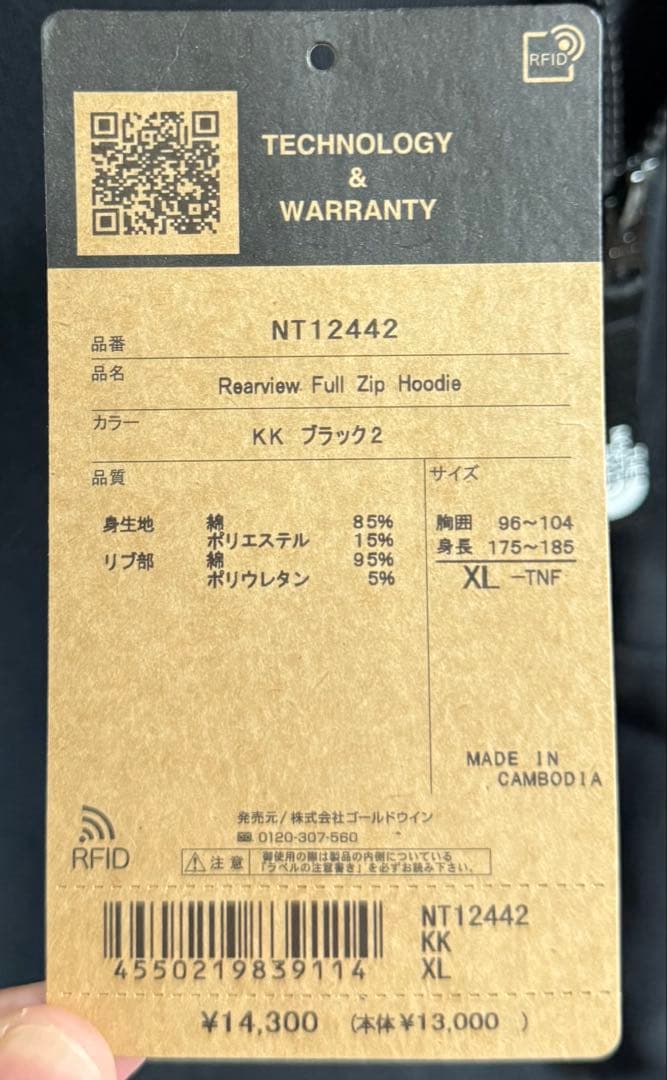 RFID
TECHNOLOGY
&
WARRANTY
品番 NT12442
品名 Rearview Full Zip Hoodie
カラー KK ブラック2
品質
身生地 綿 85%
ポリエステル 15%
リブ部 綿 95%
ポリウレタン 5%
サイズ
胸囲 96~104
身長 175~185
XL -TNF
MADE IN
CAMBODIA
RFID
発売元/株式会社ゴールドウイン
0120-307-560
注意
御使用の際は製品の内側についている
「ラベルの注意書き」を必ずお読み下さい。
4550219839114
NT12442
KK
XL
¥14,300 (本体¥13,000 )